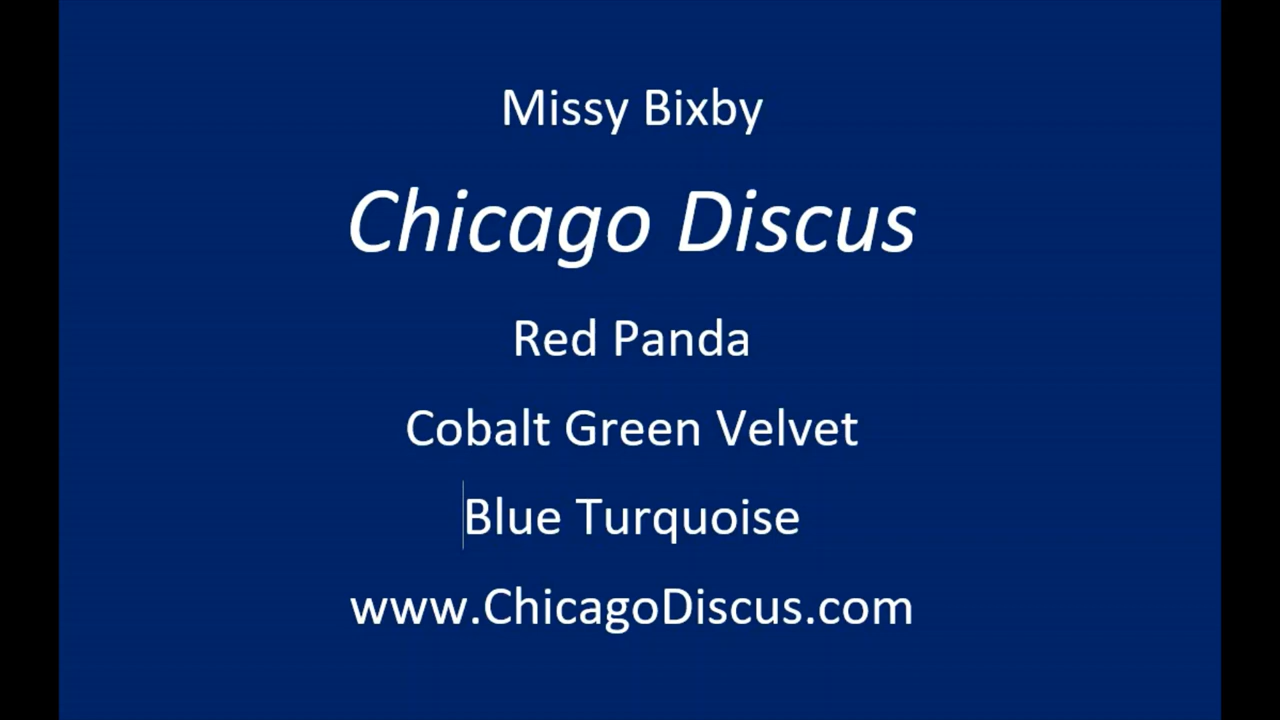 Missy Bixby
Chicago Discus
Red Panda
Cobalt Green Velvet
Blue Turquoise
www.ChicagoDiscus.com